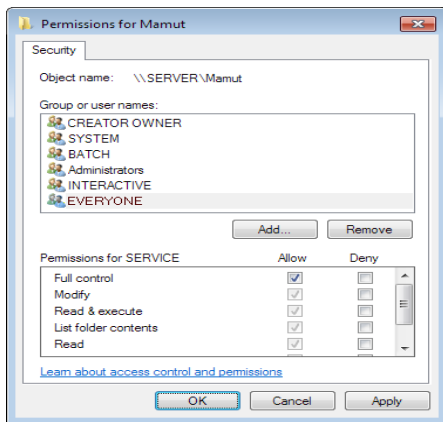 Permissions for Mamut
Security
Object name: \\SERVER\Mamut
Group or user names:
CREATOR OWNER
SYSTEM
BATCH
Administrators
INTERACTIVE
EVERYONE
Add... Remove
Permissions for SERVICE Allow Deny
Full control
Modify
Read & execute
List folder contents
Read
Learn about access control and permissions
OK Cancel Apply